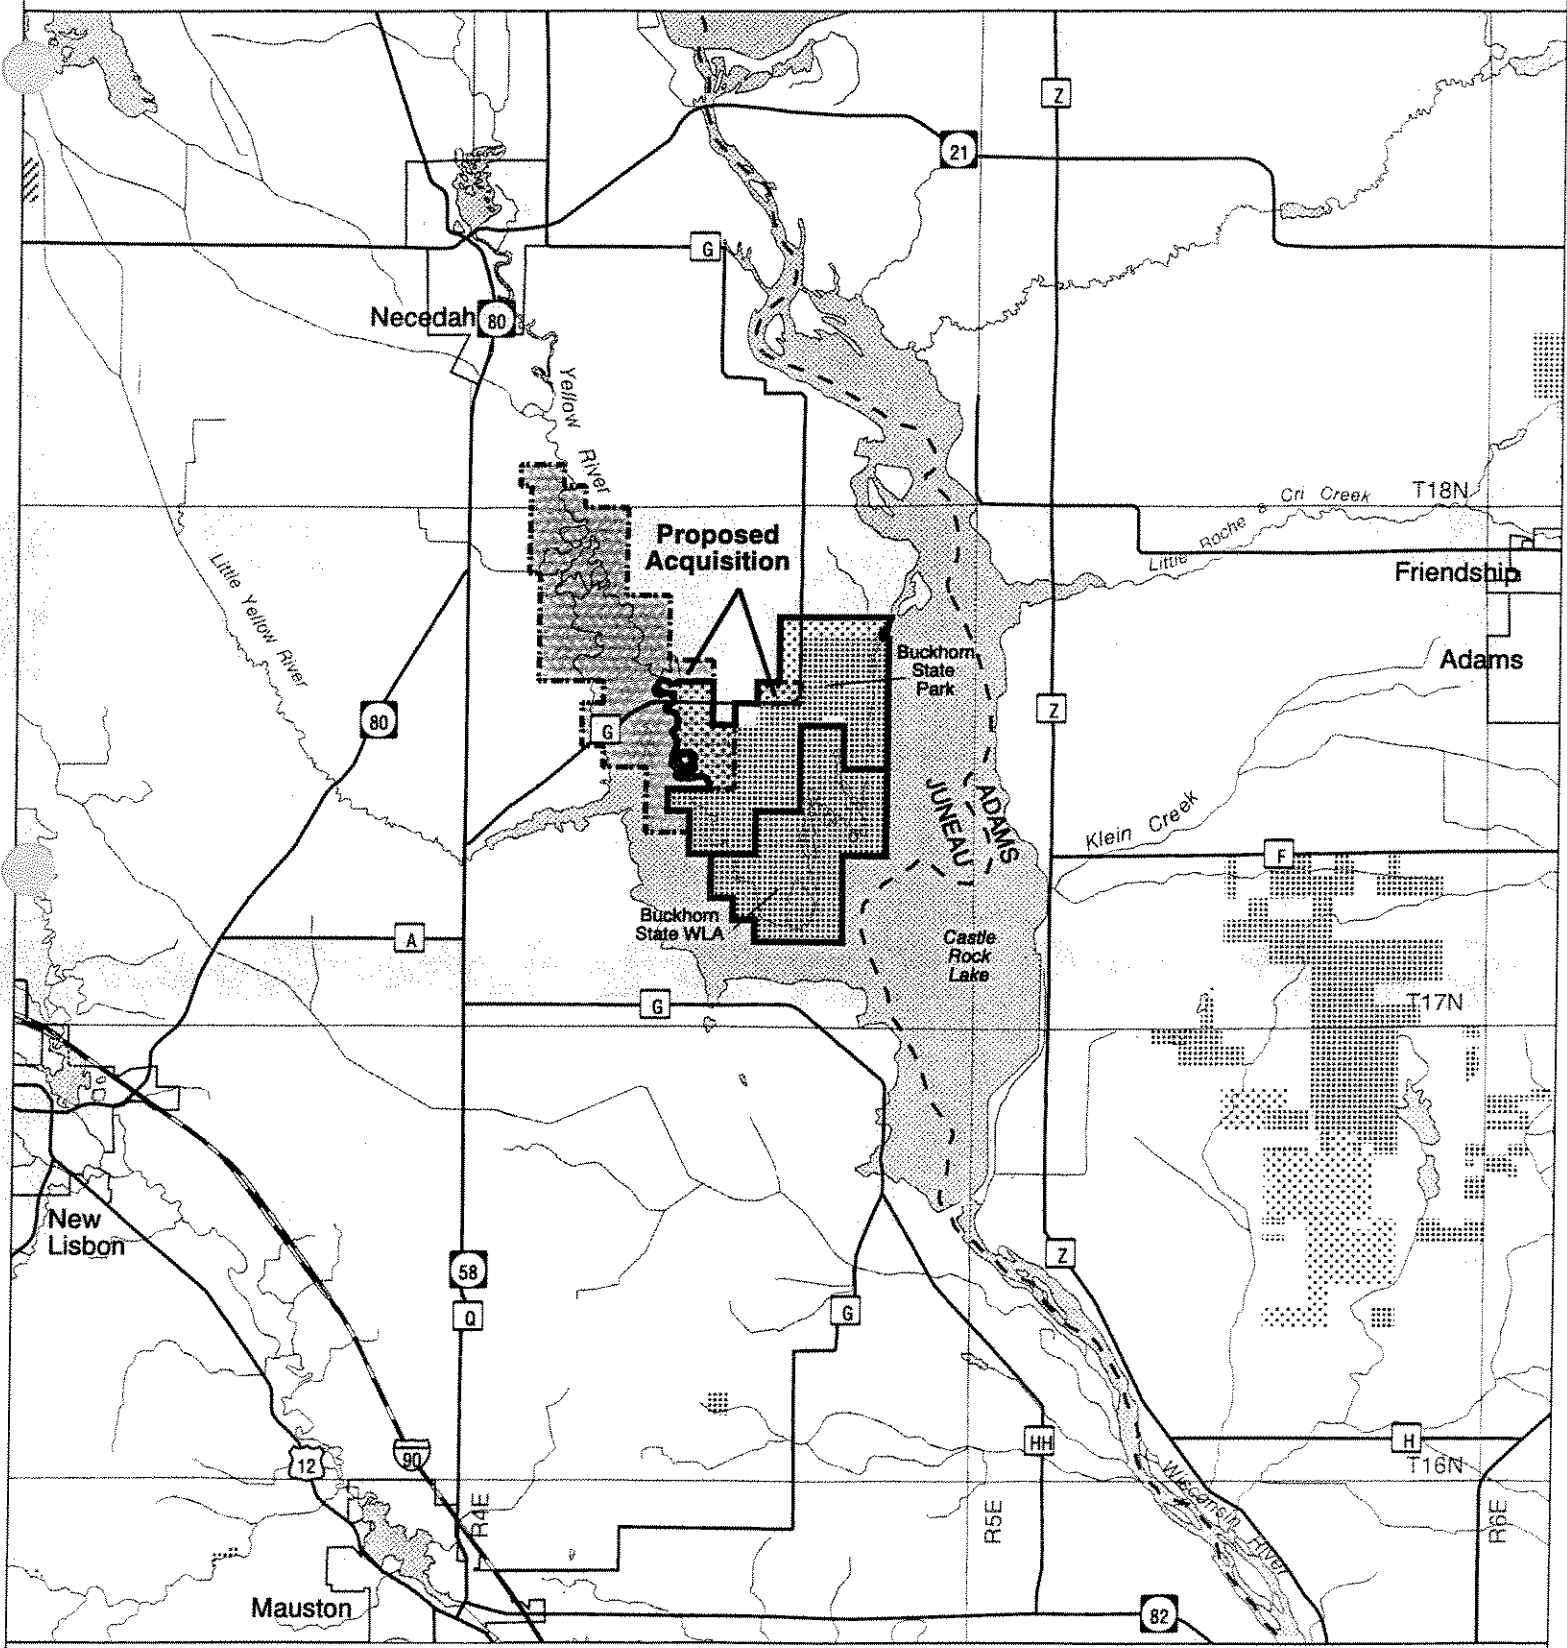 Z
21
G
Necedah
80
Yellow River
Cri Creek
T18N
Little Roche a
Proposed
Acquisition
Friendship
Little Yellow River
Buckhorn
State
Park
Adams
80
Z
G
ADAMS
JUNEAU
Klein Creek
F
Buckhorn
State WLA
A
Castle
Rock
Lake
G
T17N
New
Lisbon
58
Z
Q
G
12
90
HH
H
T16N
Wisconsin River
R4E
R5E
R6E
Mauston
82